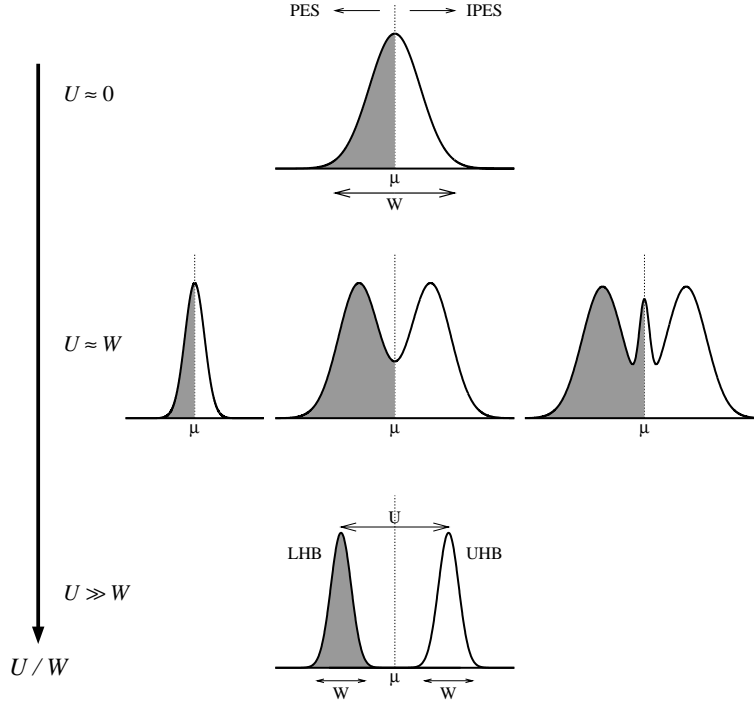 PES IPES
U ≈ 0
μ
W
U ≈ W
μ μ μ
U
LHB UHB
U ≫ W
μ
W W
U / W